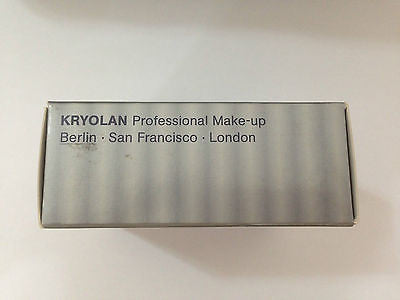 KRYOLAN Professional Make-up
Berlin · San Francisco · London